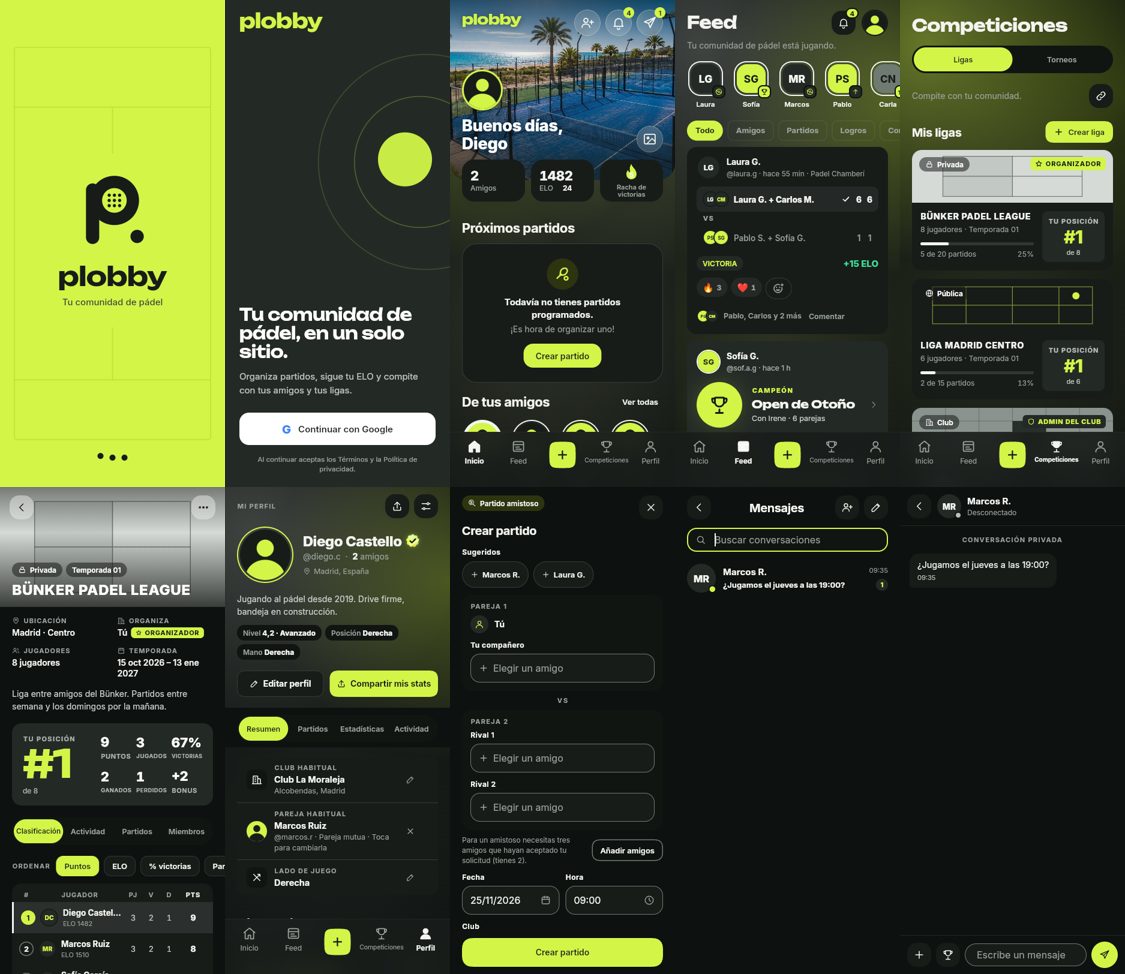 plobby
Tu comunidad de pádel
plobby
Tu comunidad de
pádel, en un solo
sitio.
Organiza partidos, sigue tu ELO y compite
con tus amigos y tus ligas.
G Continuar con Google
Al continuar aceptas los Términos y la Política de
privacidad.
plobby
4
1
Buenos días,
Diego
2
Amigos
1482
ELO 24
Racha de
victorias
Próximos partidos
Todavía no tienes partidos
programados.
¡Es hora de organizar uno!
Crear partido
De tus amigos
Ver todas
Inicio
Feed
Competiciones
Perfil
Feed
4
Tu comunidad de pádel está jugando.
LG
SG
MR
PS
CN
Laura
Sofía
Marcos
Pablo
Carla
Todo
Amigos
Partidos
Logros
LG
Laura G.
@laura.g · hace 55 min · Padel Chamberí
LG CM Laura G. + Carlos M. 6 6
VS
PS SG Pablo S. + Sofía G. 1 1
VICTORIA
+15 ELO
🔥 3
❤️ 1
Pablo, Carlos y 2 más
Comentar
SG
Sofía G.
@sof.a.g · hace 1 h
CAMPEÓN
Open de Otoño
Con Irene · 6 parejas
Inicio
Feed
Competiciones
Perfil
Competiciones
Ligas
Torneos
Compite con tu comunidad.
Mis ligas
+ Crear liga
Privada
ORGANIZADOR
BÜNKER PADEL LEAGUE
8 jugadores · Temporada 01
5 de 20 partidos
25%
TU POSICIÓN
#1
de 8
Pública
LIGA MADRID CENTRO
6 jugadores · Temporada 01
2 de 15 partidos
13%
TU POSICIÓN
#1
de 6
Club
ADMIN DEL CLUB
Inicio
Feed
Competiciones
Perfil
Privada
Temporada 01
BÜNKER PADEL LEAGUE
UBICACIÓN
Madrid · Centro
ORGANIZA
Tú ORGANIZADOR
JUGADORES
8 jugadores
TEMPORADA
15 oct 2026 – 13 ene
2027
Liga entre amigos del Bünker. Partidos entre
semana y los domingos por la mañana.
TU POSICIÓN
#1
de 8
9
PUNTOS
3
JUGADOS
67%
VICTORIAS
2
GANADOS
1
PERDIDOS
+2
BONUS
Clasificación
Actividad
Partidos
Miembros
ORDENAR
Puntos
ELO
% victorias
# JUGADOR PJ V D PTS
1 DC Diego Castel... 3 2 1 9
ELO 1482
2 MR Marcos Ruiz 3 2 1 8
ELO 1510
MI PERFIL
Diego Castello
@diego.c · 2 amigos
Madrid, España
Jugando al pádel desde 2019. Drive firme,
bandeja en construcción.
Nivel 4,2 · Avanzado
Posición Derecha
Mano Derecha
Editar perfil
Compartir mis stats
Resumen
Partidos
Estadísticas
Actividad
CLUB HABITUAL
Club La Moraleja
Alcobendas, Madrid
PAREJA HABITUAL
Marcos Ruiz
@marcos.r · Pareja mutua · Toca
para cambiarla
LADO DE JUEGO
Derecha
Inicio
Feed
Competiciones
Perfil
Partido amistoso
Crear partido
Sugeridos
+ Marcos R.
+ Laura G.
PAREJA 1
Tú
Tu compañero
+ Elegir un amigo
VS
PAREJA 2
Rival 1
+ Elegir un amigo
Rival 2
+ Elegir un amigo
Para un amistoso necesitas tres
amigos que hayan aceptado tu
solicitud (tienes 2).
Añadir amigos
Fecha
25/11/2026
Hora
09:00
Club
Crear partido
Mensajes
Buscar conversaciones
MR
Marcos R.
09:35
¿Jugamos el jueves a las 19:00?
1
MR
Marcos R.
Desconectado
CONVERSACIÓN PRIVADA
¿Jugamos el jueves a las 19:00?
09:35
Escribe un mensaje